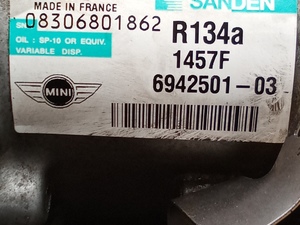 MADE IN FRANCE
SANDEN
08306801862
OIL : SP-10 OR EQUIV.
VARIABLE DISP.
R134a
1457F
6942501-03
MINI